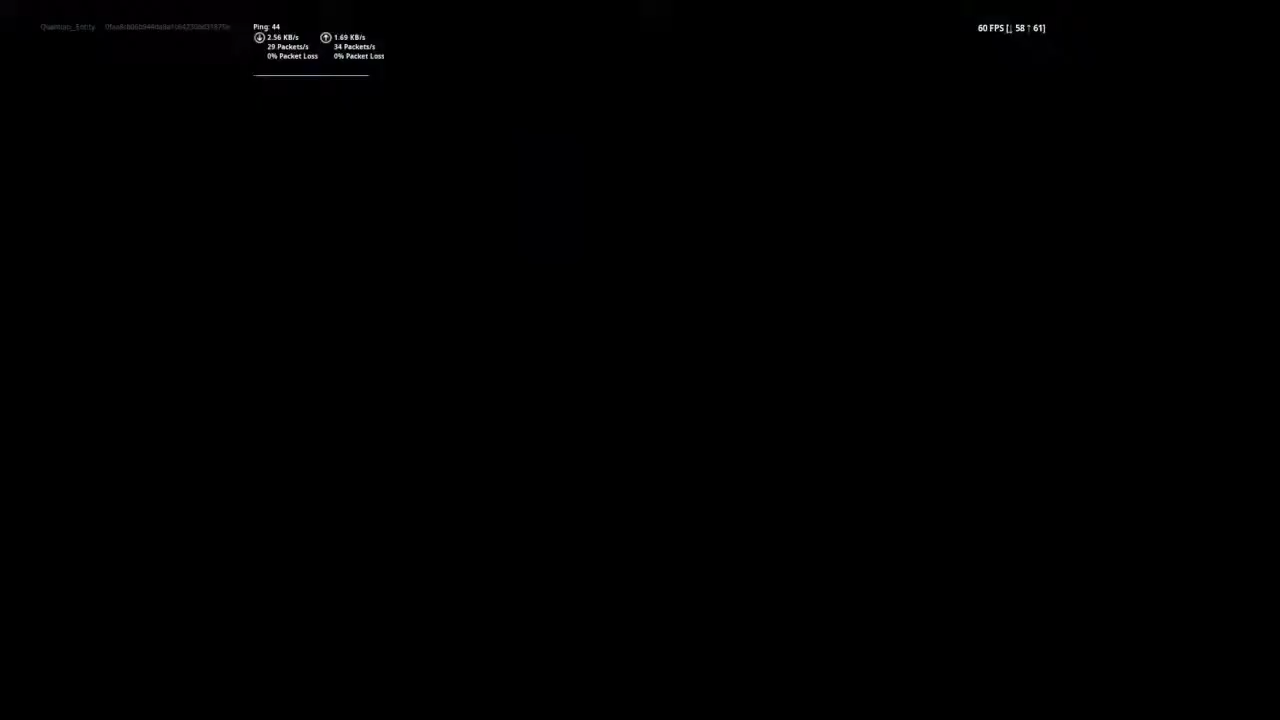 Ping: 44
2.56 KB/s 1.69 KB/s
29 Packets/s 34 Packets/s
0% Packet Loss 0% Packet Loss
60 FPS [↓ 58 ↑ 61]